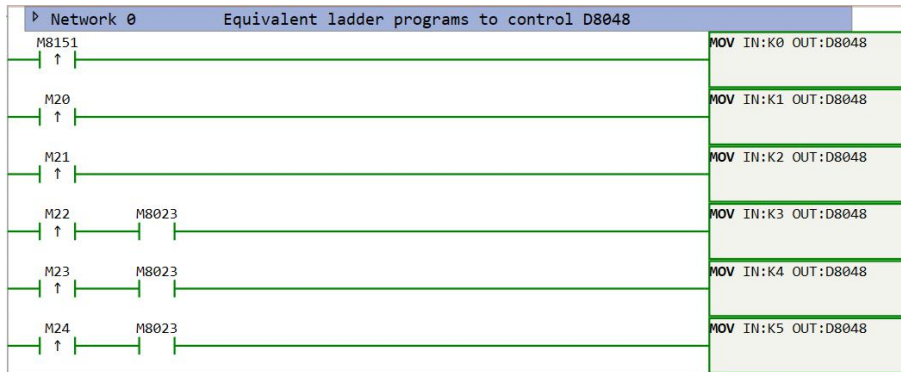 Network 0 Equivalent ladder programs to control D8048
M8151 MOV IN:K0 OUT:D8048
↑
M20 MOV IN:K1 OUT:D8048
↑
M21 MOV IN:K2 OUT:D8048
↑
M22 M8023 MOV IN:K3 OUT:D8048
↑
M23 M8023 MOV IN:K4 OUT:D8048
↑
M24 M8023 MOV IN:K5 OUT:D8048
↑